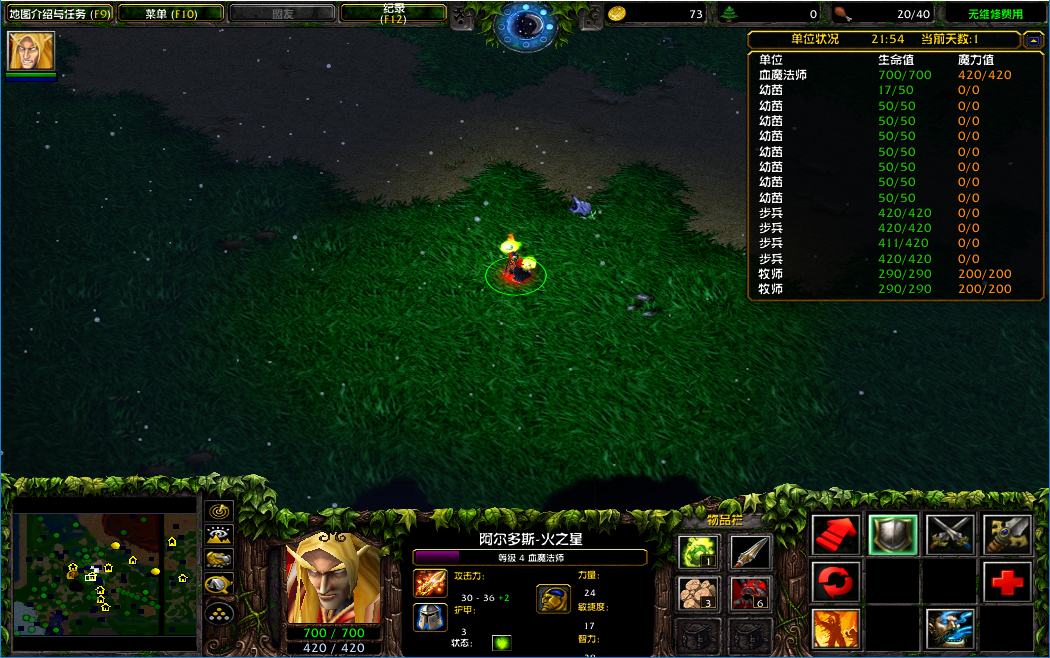 地图介绍与任务 (F9)
菜单 (F10)
盟友
纪录
(F12)
73
0
20/40
无维修费用
单位状况 21:54 当前天数:1
单位 生命值 魔力值
血魔法师 700/700 420/420
幼苗 17/50 0/0
幼苗 50/50 0/0
幼苗 50/50 0/0
幼苗 50/50 0/0
幼苗 50/50 0/0
幼苗 50/50 0/0
幼苗 50/50 0/0
幼苗 50/50 0/0
步兵 420/420 0/0
步兵 420/420 0/0
步兵 411/420 0/0
步兵 420/420 0/0
牧师 290/290 200/200
牧师 290/290 200/200
700 / 700
420 / 420
阿尔多斯-火之星
等级 4 血魔法师
攻击力:
30 - 36 +2
护甲:
3
状态:
力量:
24
敏捷度:
17
智力:
物品栏
1
3
6